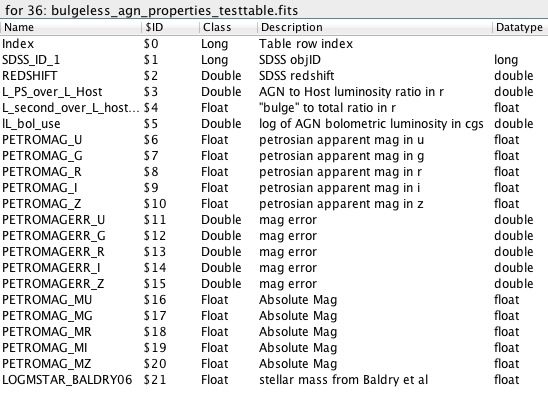 for 36: bulgeless_agn_properties_testtable.fits
Name $ID Class Description Datatype
Index $0 Long Table row index
SDSS_ID_1 $1 Long SDSS objID long
REDSHIFT $2 Double SDSS redshift double
L_PS_over_L_Host $3 Double AGN to Host luminosity ratio in r double
L_second_over_L_host... $4 Float "bulge" to total ratio in r float
lL_bol_use $5 Double log of AGN bolometric luminosity in cgs double
PETROMAG_U $6 Float petrosian apparent mag in u float
PETROMAG_G $7 Float petrosian apparent mag in g float
PETROMAG_R $8 Float petrosian apparent mag in r float
PETROMAG_I $9 Float petrosian apparent mag in i float
PETROMAG_Z $10 Float petrosian apparent mag in z float
PETROMAGERR_U $11 Double mag error double
PETROMAGERR_G $12 Double mag error double
PETROMAGERR_R $13 Double mag error double
PETROMAGERR_I $14 Double mag error double
PETROMAGERR_Z $15 Double mag error double
PETROMAG_MU $16 Float Absolute Mag float
PETROMAG_MG $17 Float Absolute Mag float
PETROMAG_MR $18 Float Absolute Mag float
PETROMAG_MI $19 Float Absolute Mag float
PETROMAG_MZ $20 Float Absolute Mag float
LOGMSTAR_BALDRY06 $21 Float stellar mass from Baldry et al float